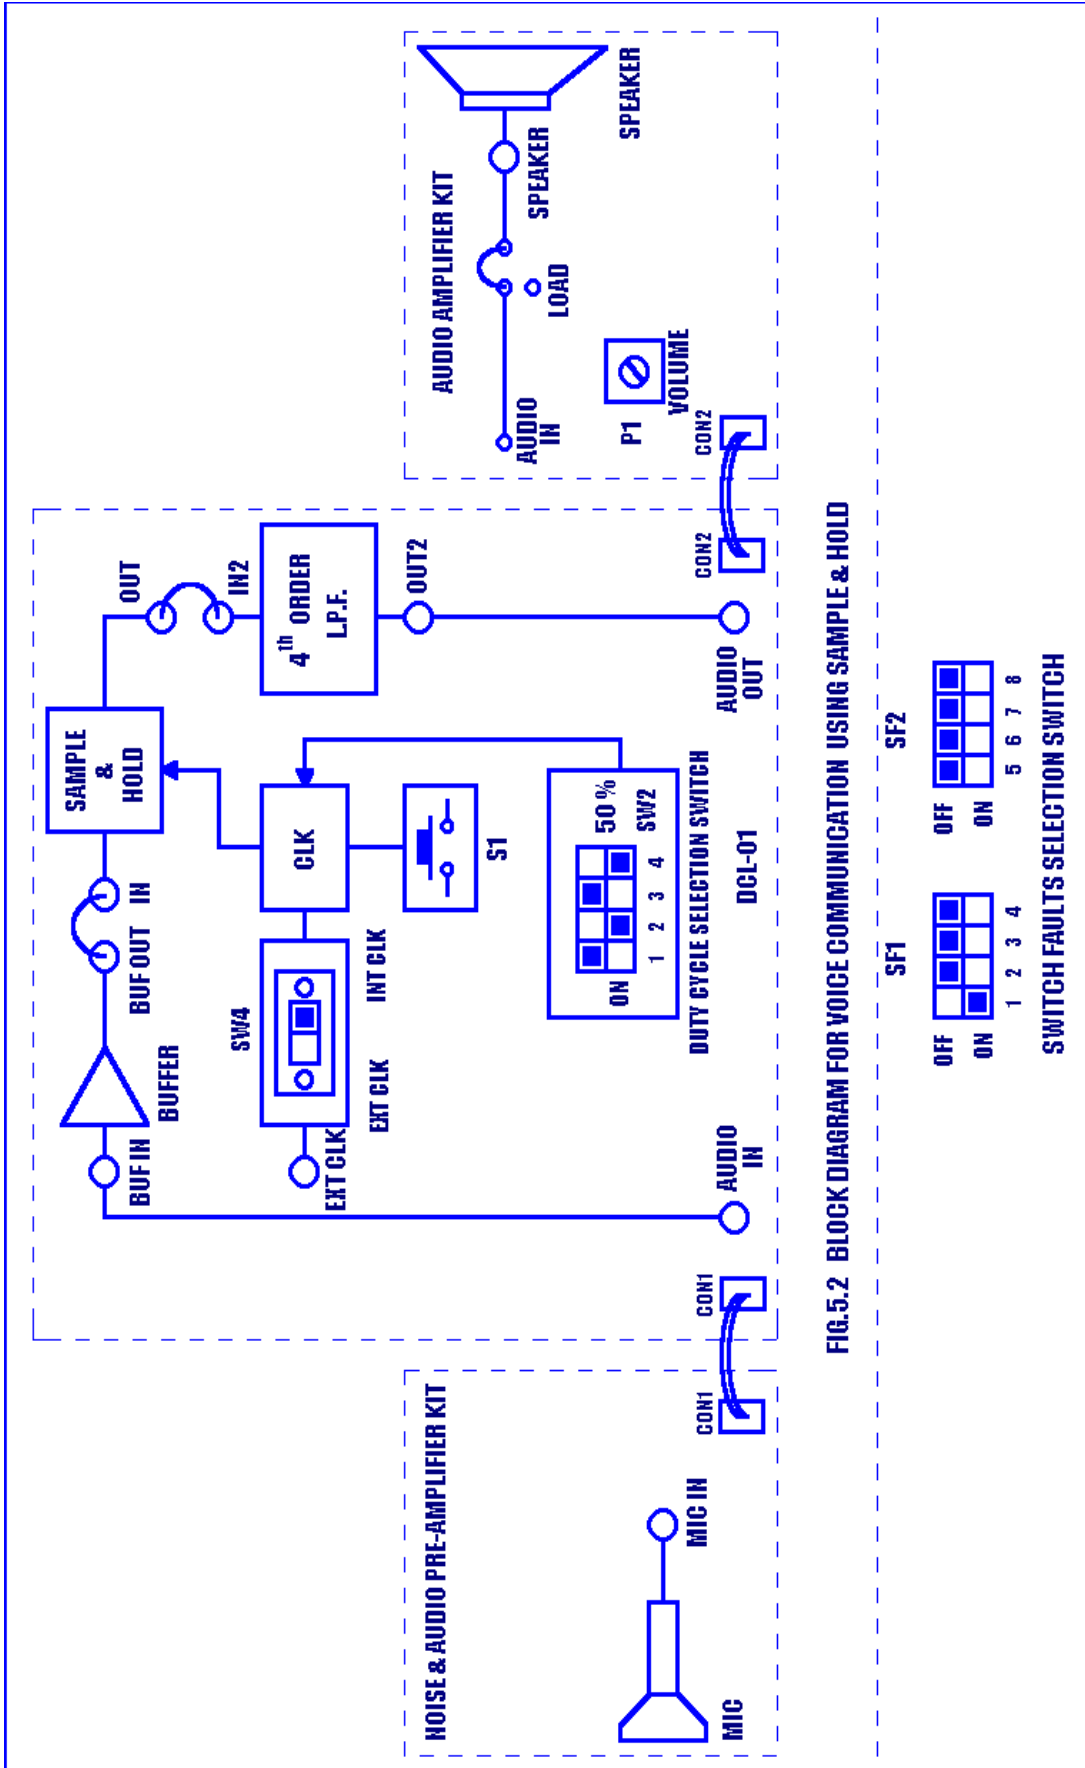 NOISE & AUDIO PRE-AMPLIFIER KIT
MIC
MIC IN
CON1
CON1
BUF IN
BUFFER
BUF OUT
IN
SAMPLE
&
HOLD
OUT
IN2
4th ORDER
L.P.F.
OUT2
EXT CLK
SW4
EXT CLK
INT CLK
CLK
S1
ON
1 2 3 4
50 %
SW2
DUTY CYCLE SELECTION SWITCH
DCL-01
AUDIO
IN
AUDIO
OUT
CON2
CON2
AUDIO AMPLIFIER KIT
AUDIO
IN
LOAD
SPEAKER
SPEAKER
P1
VOLUME
FIG.5.2 BLOCK DIAGRAM FOR VOICE COMMUNICATION USING SAMPLE & HOLD
SF1
OFF
ON
1 2 3 4
SF2
OFF
ON
5 6 7 8
SWITCH FAULTS SELECTION SWITCH